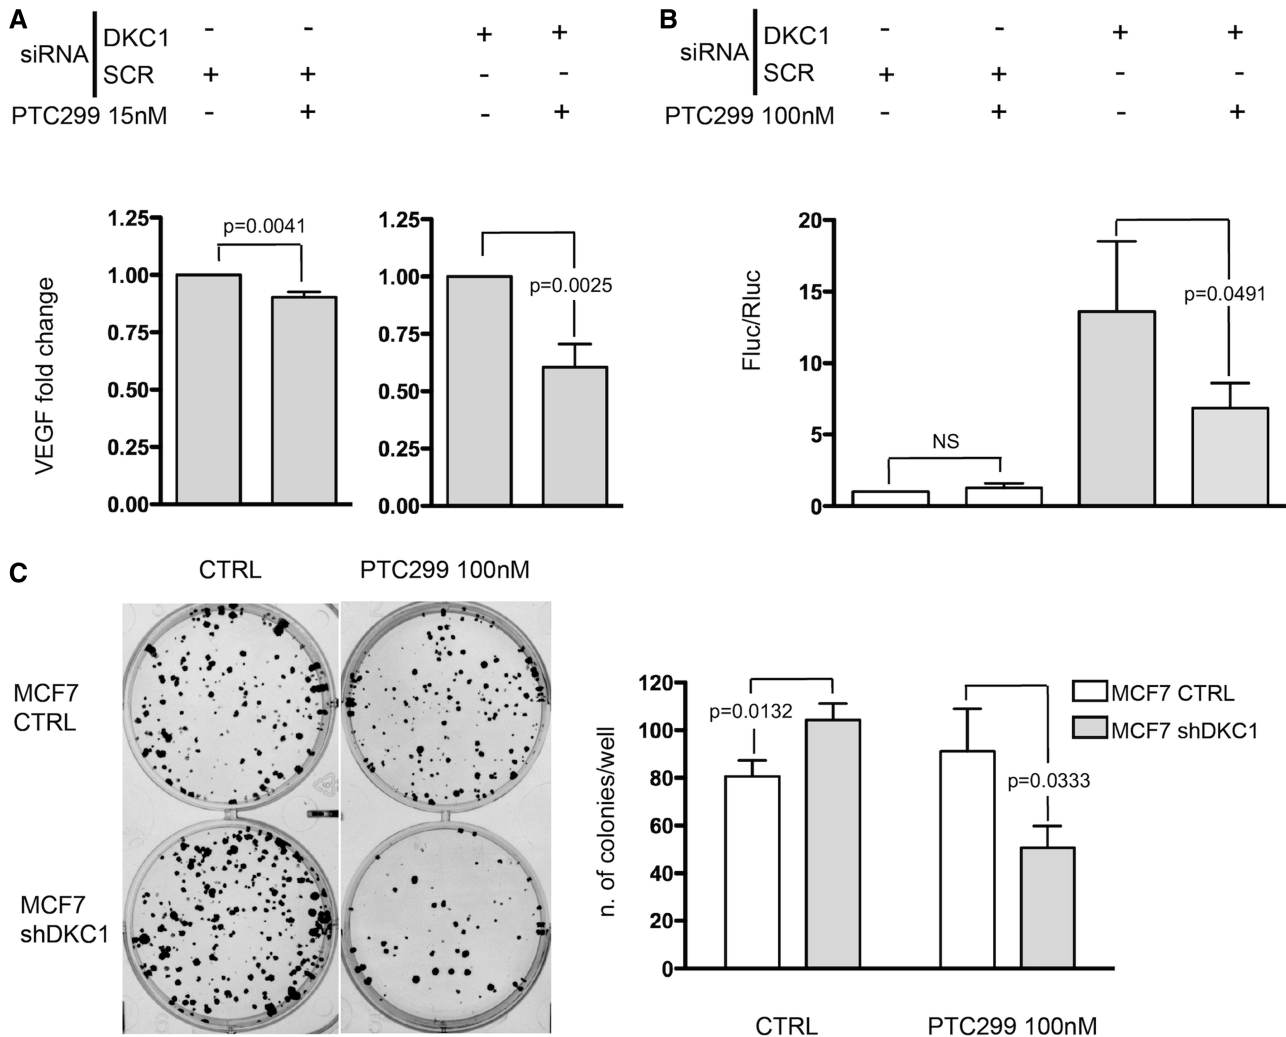 A
siRNA
DKC1 - - + +
SCR + + - -
PTC299 15nM - + - +
VEGF fold change
1.25
1.00
0.75
0.50
0.25
0.00
p=0.0041
1.25
1.00
0.75
0.50
0.25
0.00
p=0.0025
B
siRNA
DKC1 - - + +
SCR + + - -
PTC299 100nM - + - +
Fluc/Rluc
20
15
10
5
0
NS
p=0.0491
C
CTRL
PTC299 100nM
MCF7
CTRL
MCF7
shDKC1
n. of colonies/well
120
100
80
60
40
20
0
p=0.0132
p=0.0333
MCF7 CTRL
MCF7 shDKC1
CTRL
PTC299 100nM